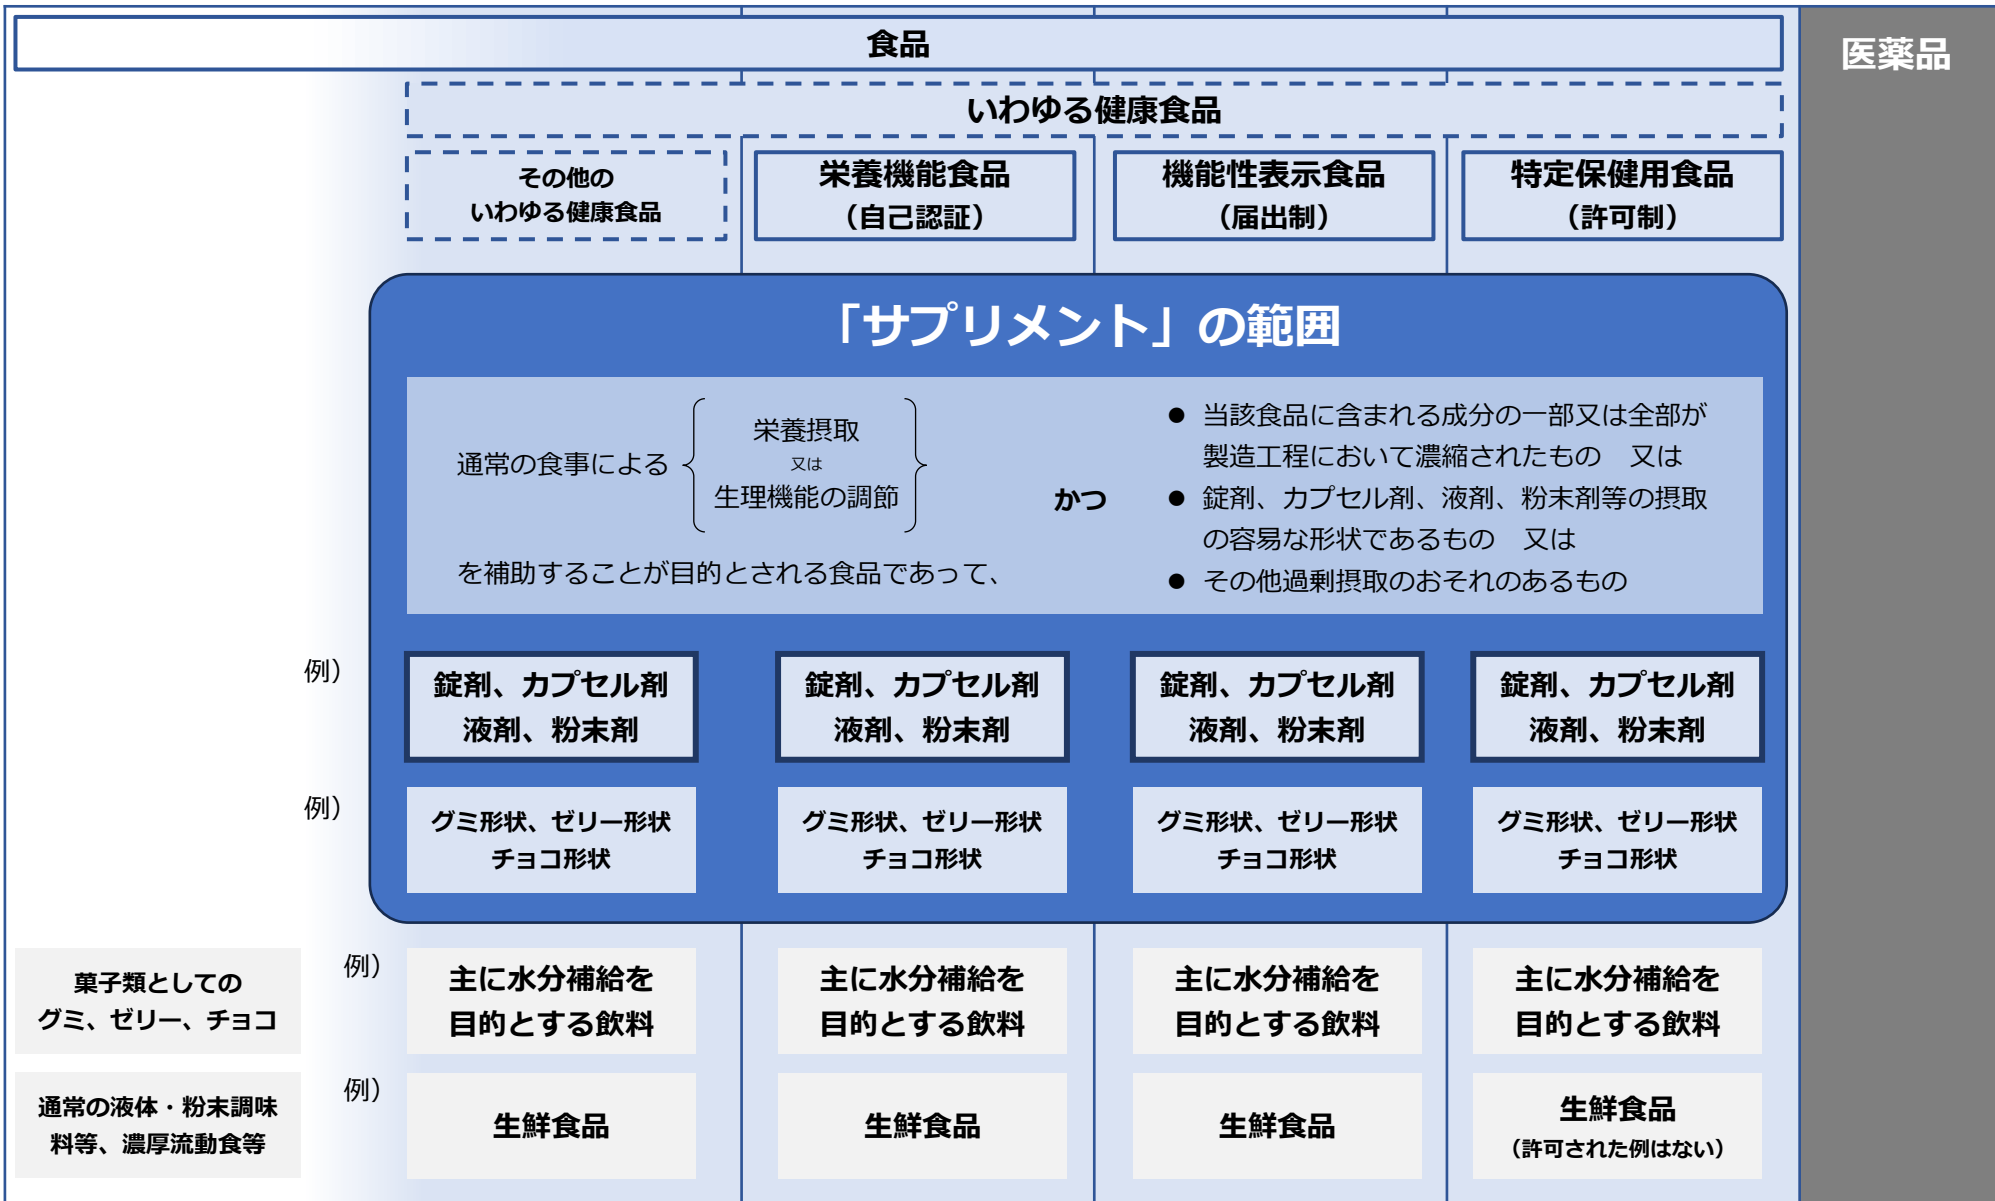 食品
医薬品
いわゆる健康食品
その他の
いわゆる健康食品
栄養機能食品
（自己認証）
機能性表示食品
（届出制）
特定保健用食品
（許可制）
「サプリメント」の範囲
通常の食事による
栄養摂取
又は
生理機能の調節
を補助することが目的とされる食品であって、
かつ
● 当該食品に含まれる成分の一部又は全部が
製造工程において濃縮されたもの　又は
● 錠剤、カプセル剤、液剤、粉末剤等の摂取
の容易な形状であるもの　又は
● その他過剰摂取のおそれのあるもの
例）
錠剤、カプセル剤
液剤、粉末剤
錠剤、カプセル剤
液剤、粉末剤
錠剤、カプセル剤
液剤、粉末剤
錠剤、カプセル剤
液剤、粉末剤
例）
グミ形状、ゼリー形状
チョコ形状
グミ形状、ゼリー形状
チョコ形状
グミ形状、ゼリー形状
チョコ形状
グミ形状、ゼリー形状
チョコ形状
菓子類としての
グミ、ゼリー、チョコ
例）
主に水分補給を
目的とする飲料
主に水分補給を
目的とする飲料
主に水分補給を
目的とする飲料
主に水分補給を
目的とする飲料
通常の液体・粉末調味
料等、濃厚流動食等
例）
生鮮食品
生鮮食品
生鮮食品
生鮮食品
（許可された例はない）